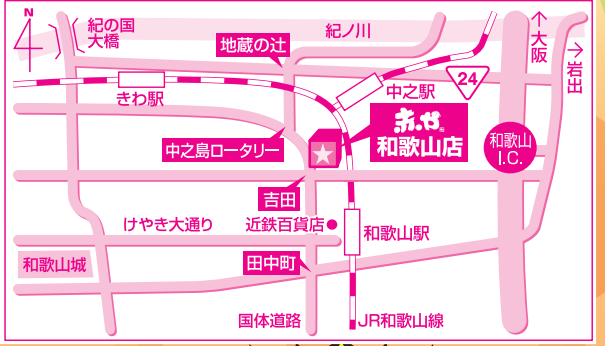 N
紀の国
大橋
紀ノ川
↑大阪
→岩出
地蔵の辻
きわ駅
中之駅
24
中之島ロータリー
和歌山店
和歌山
I.C.
吉田
けやき大通り
近鉄百貨店
和歌山駅
和歌山城
田中町
国体道路
JR和歌山線